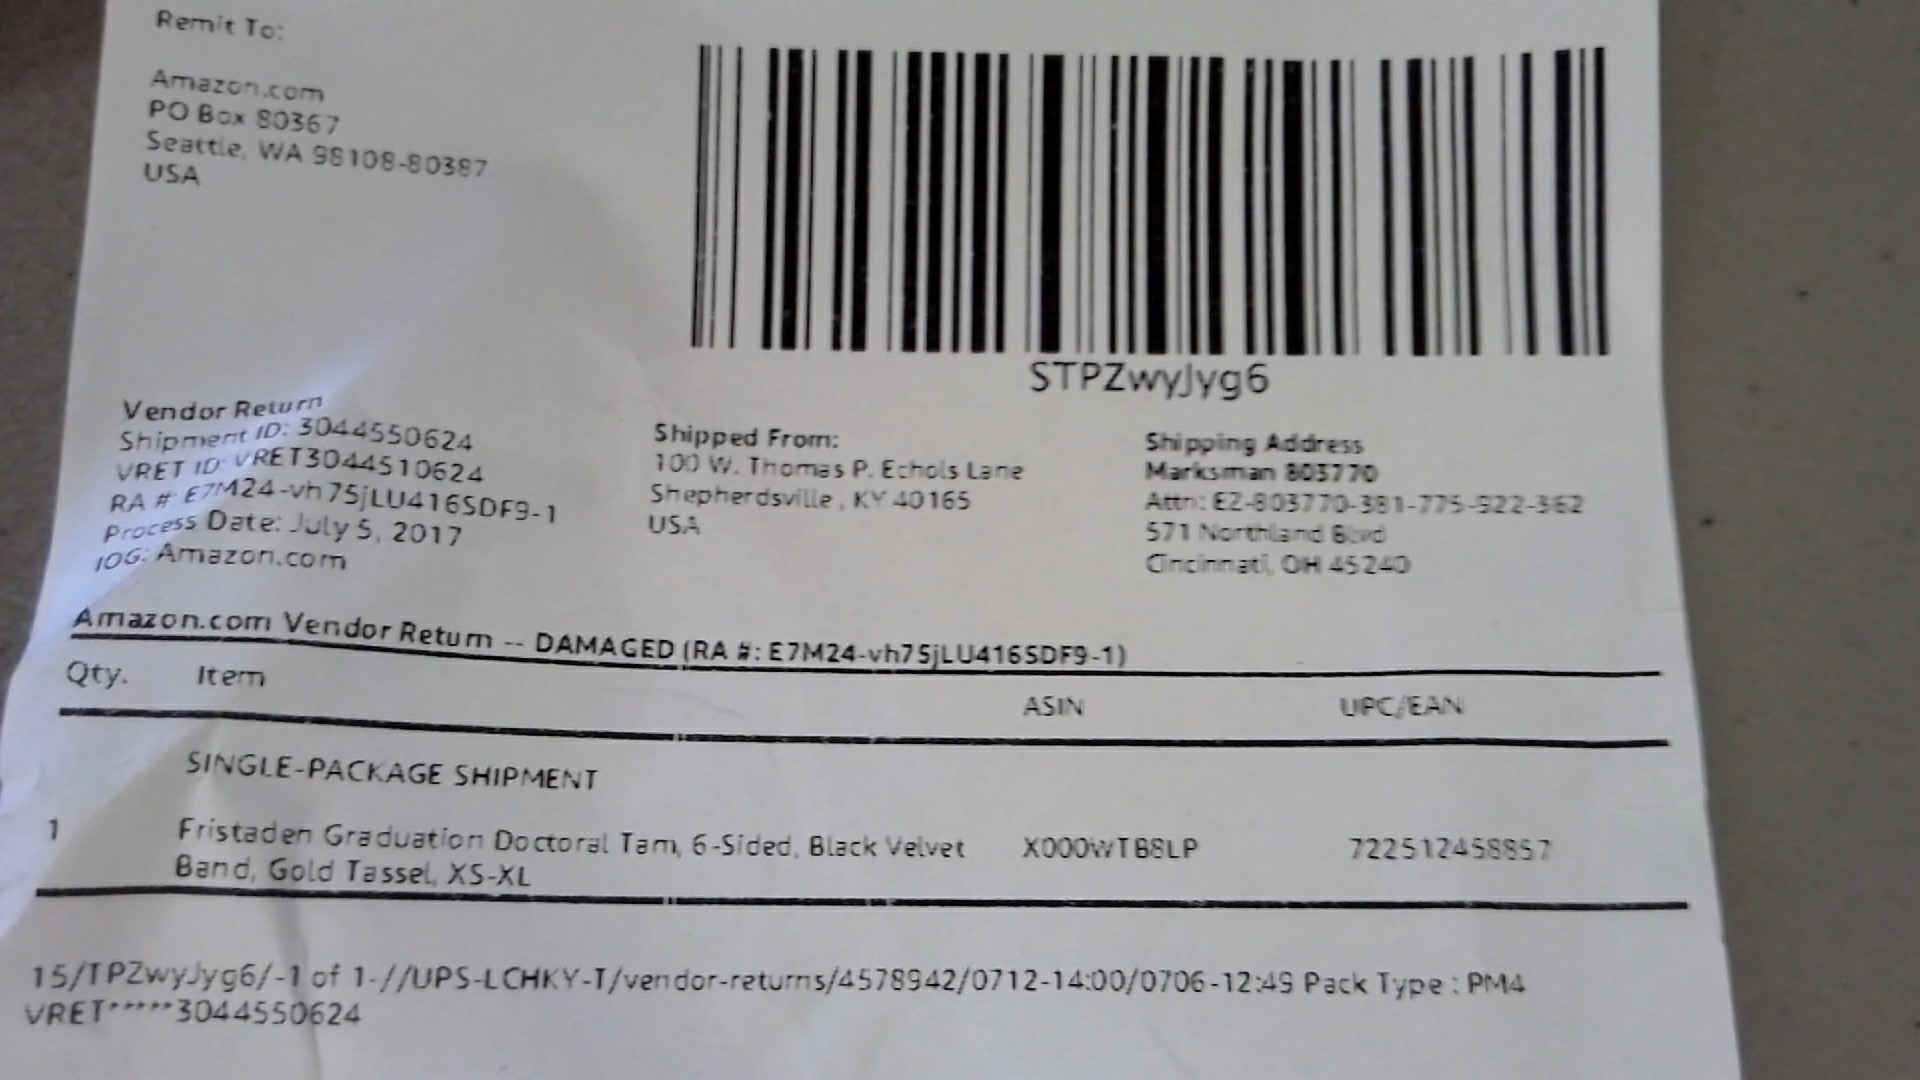 Remit To:
Amazon.com
PO Box 80367
Seattle, WA 98108-80387
USA
STPZwyJyg6
Vendor Return
Shipment ID: 3044550624
VRET ID: VRET3044510624
RA #: E7M24-vh75jLU416SDF9-1
Process Date: July 5, 2017
IOG: Amazon.com
Shipped From:
100 W. Thomas P. Echols Lane
Shepherdsville, KY 40165
USA
Shipping Address
Marksman 803770
Attn: EZ-803770-381-775-922-362
571 Northland Blvd
Cincinnati, OH 45240
Amazon.com Vendor Return -- DAMAGED (RA #: E7M24-vh75jLU416SDF9-1)
Qty. Item ASIN UPC/EAN
SINGLE-PACKAGE SHIPMENT
1 Fristaden Graduation Doctoral Tam, 6-Sided, Black Velvet X000WTB8LP 722512458857
Band, Gold Tassel, XS-XL
15/TPZwyJyg6/-1 of 1-//UPS-LCHKY-T/vendor-returns/4578942/0712-14:00/0706-12:49 Pack Type : PM4
VRET*****3044550624